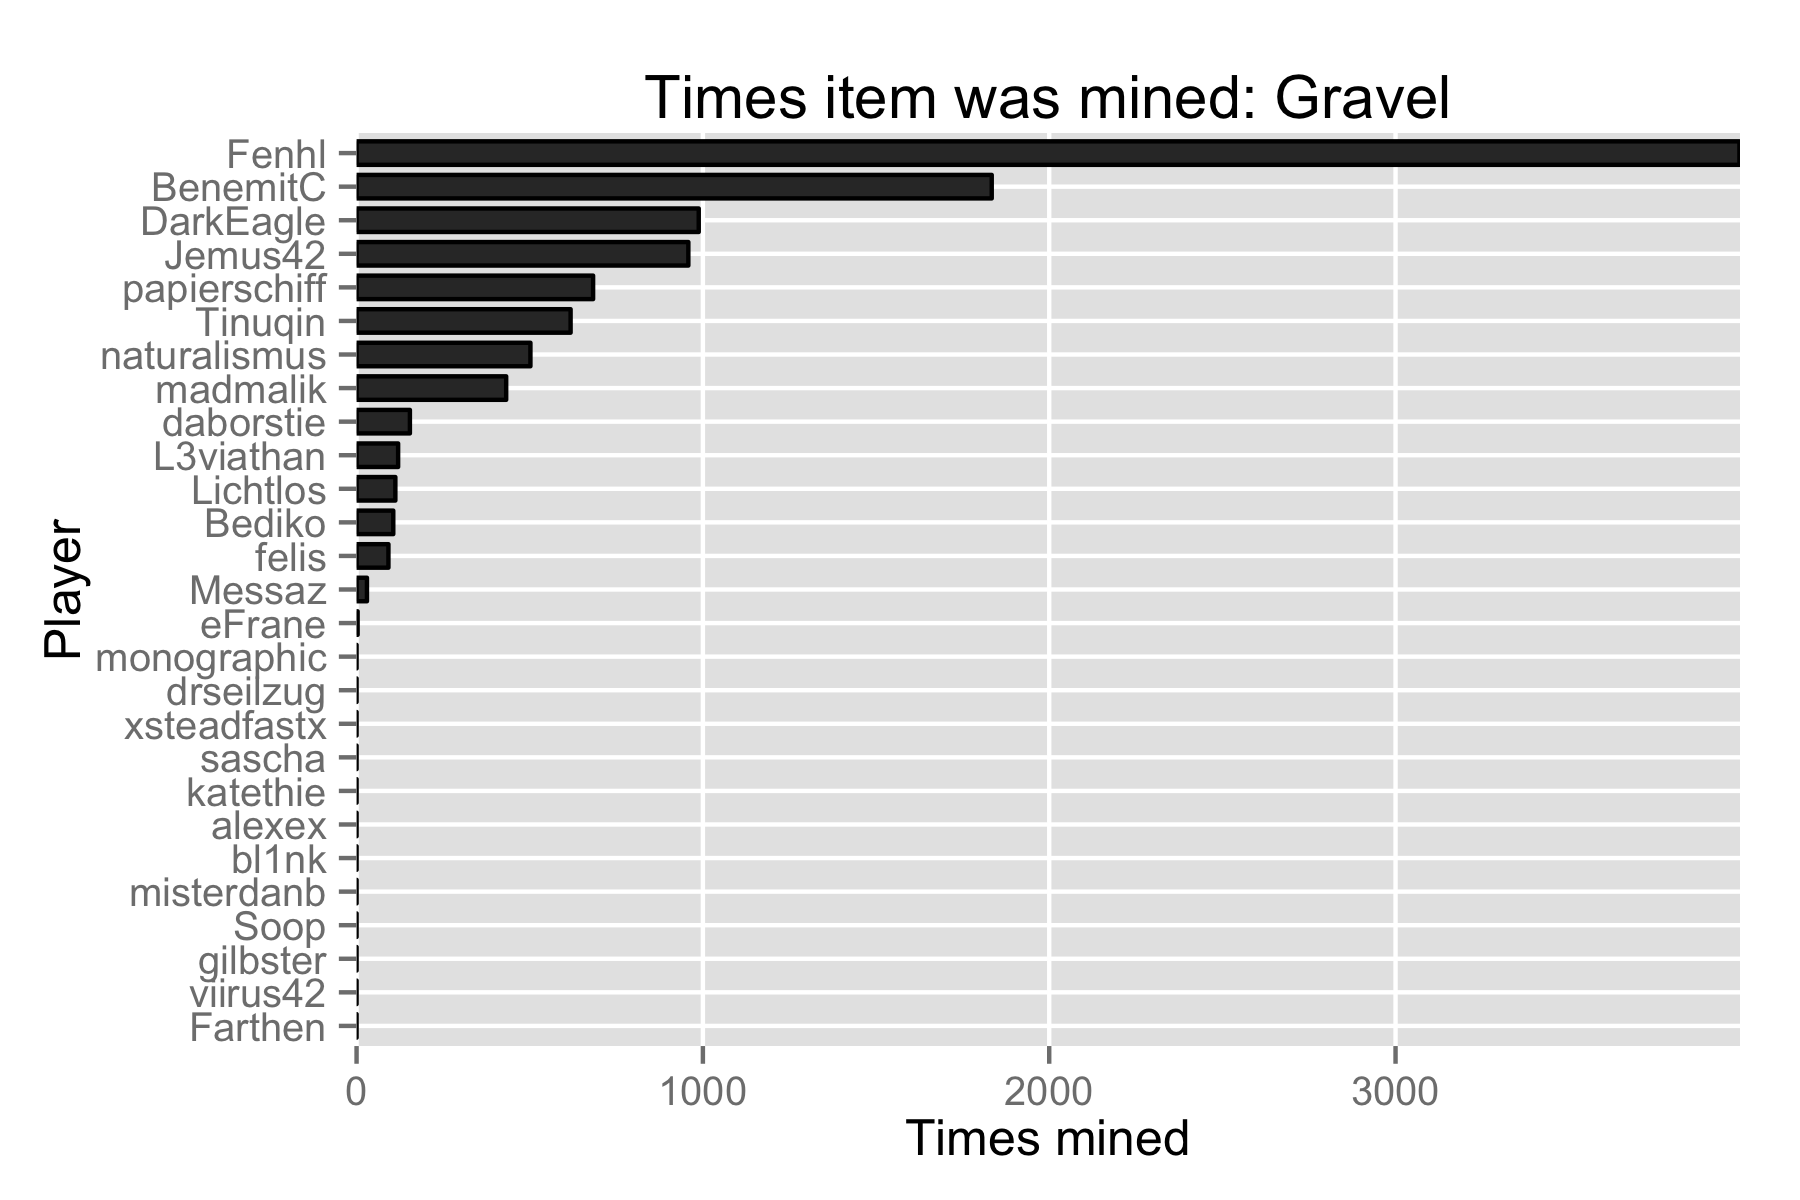 Times item was mined: Gravel
Fenhl
BenemitC
DarkEagle
Jemus42
papierschiff
Tinuqin
naturalismus
madmalik
daborstie
L3viathan
Lichtlos
Bediko
felis
Messaz
eFrane
monographic
drseilzug
xsteadfastx
sascha
katethie
alexex
bl1nk
misterdanb
Soop
gilbster
viirus42
Farthen
Player
0 1000 2000 3000
Times mined